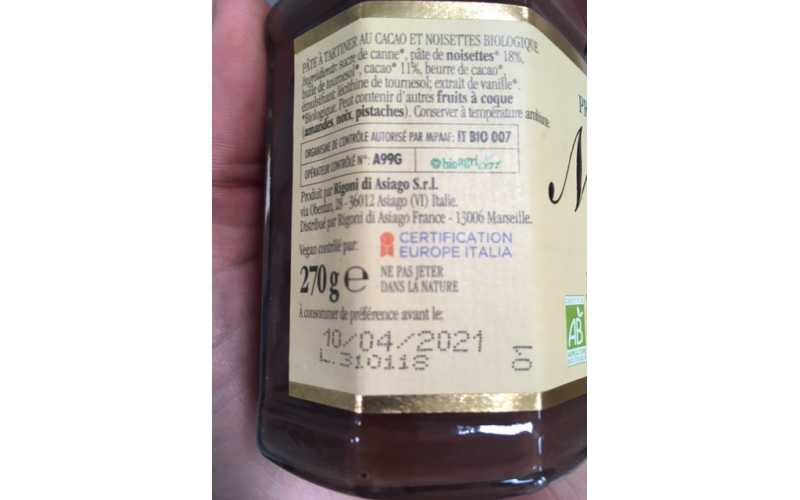 PÂTE À TARTINER AU CACAO ET NOISETTES BIOLOGIQUE
Ingrédients: sucre de canne*, pâte de noisettes* 18%,
huile de tournesol*, cacao* 11%, beurre de cacao*,
émulsifiant: lécithine de tournesol; extrait de vanille*.
*Biologique. Peut contenir d'autres fruits à coque
(amandes, noix, pistaches). Conserver à température ambiante.
ORGANISME DE CONTRÔLE AUTORISÉ PAR MiPAAF: IT BIO 007
OPÉRATEUR CONTRÔLÉ N°: A99G
bioagricert
Produit par Rigoni di Asiago S.r.l.
via Oberdan, 28 - 36012 Asiago (VI) Italie.
Distribué par Rigoni di Asiago France - 13006 Marseille.
Vegan contrôlé par:
CERTIFICATION
EUROPE ITALIA
270 g e
NE PAS JETER
DANS LA NATURE
À consommer de préférence avant le:
10/04/2021
L.310118
01
AB